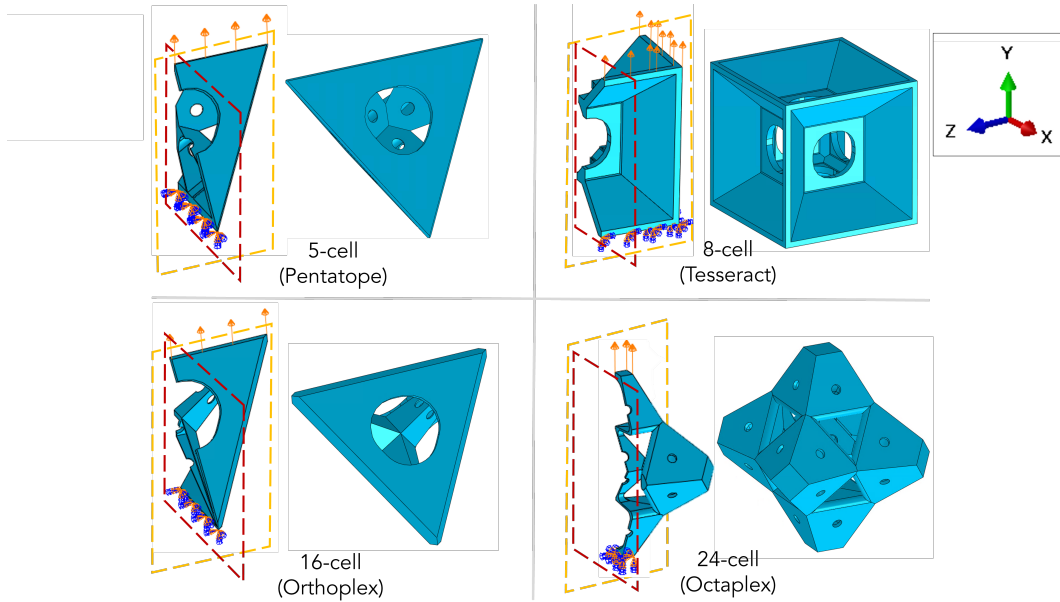 Y
Z
X
5-cell
(Pentatope)
8-cell
(Tesseract)
16-cell
(Orthoplex)
24-cell
(Octaplex)